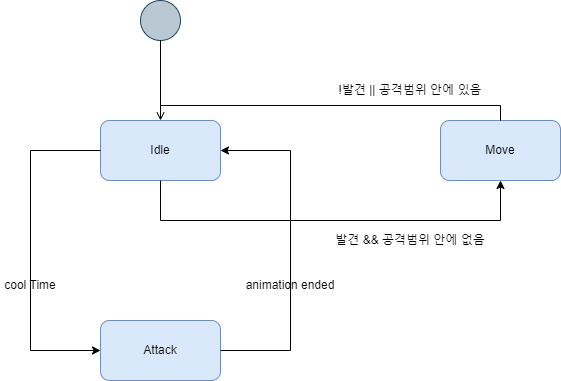 !발견 || 공격범위 안에 있음
Idle
Move
발견 && 공격범위 안에 없음
cool Time
animation ended
Attack